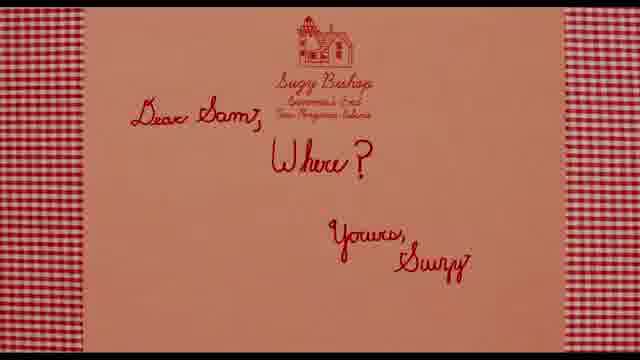 Suzy Bishop
Summer's End
New Penzance Island
Dear Sam,
Where?
Yours,
Suzy